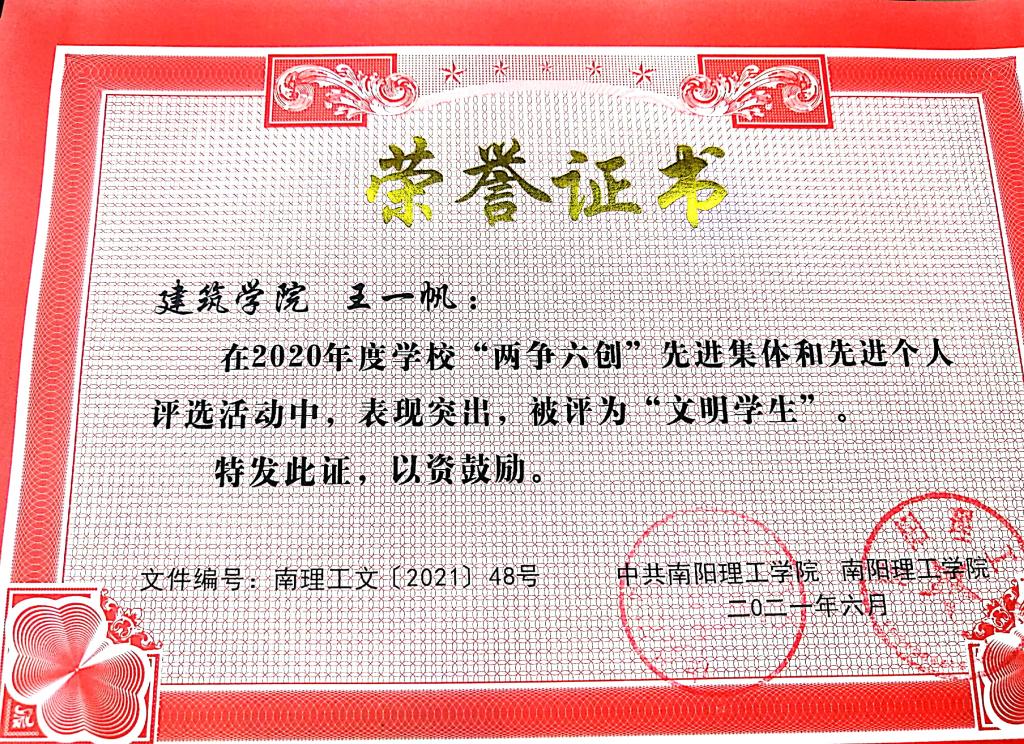 荣誉证书
建筑学院 王一帆：
在2020年度学校“两争六创”先进集体和先进个人
评选活动中，表现突出，被评为“文明学生”。
特发此证，以资鼓励。
文件编号：南理工文〔2021〕48号
中共南阳理工学院 南阳理工学院
二〇二一年六月